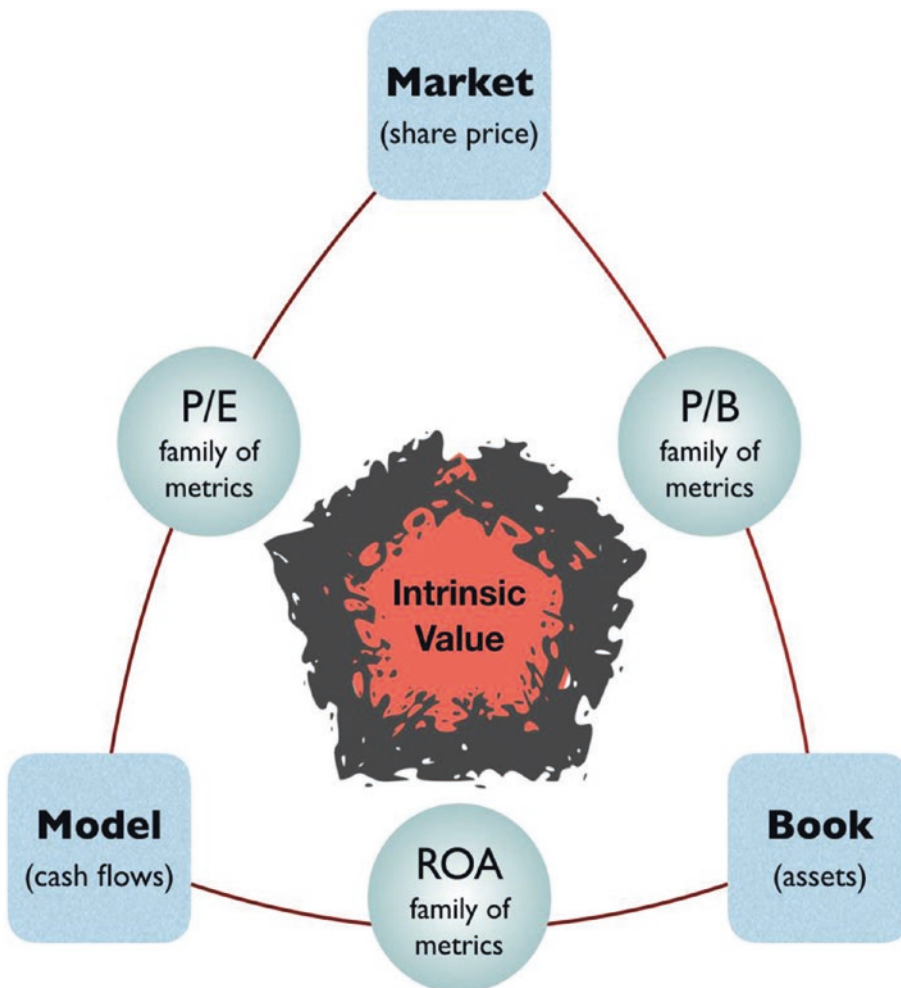 Market
(share price)
P/E
family of
metrics
P/B
family of
metrics
Intrinsic
Value
Model
(cash flows)
ROA
family of
metrics
Book
(assets)